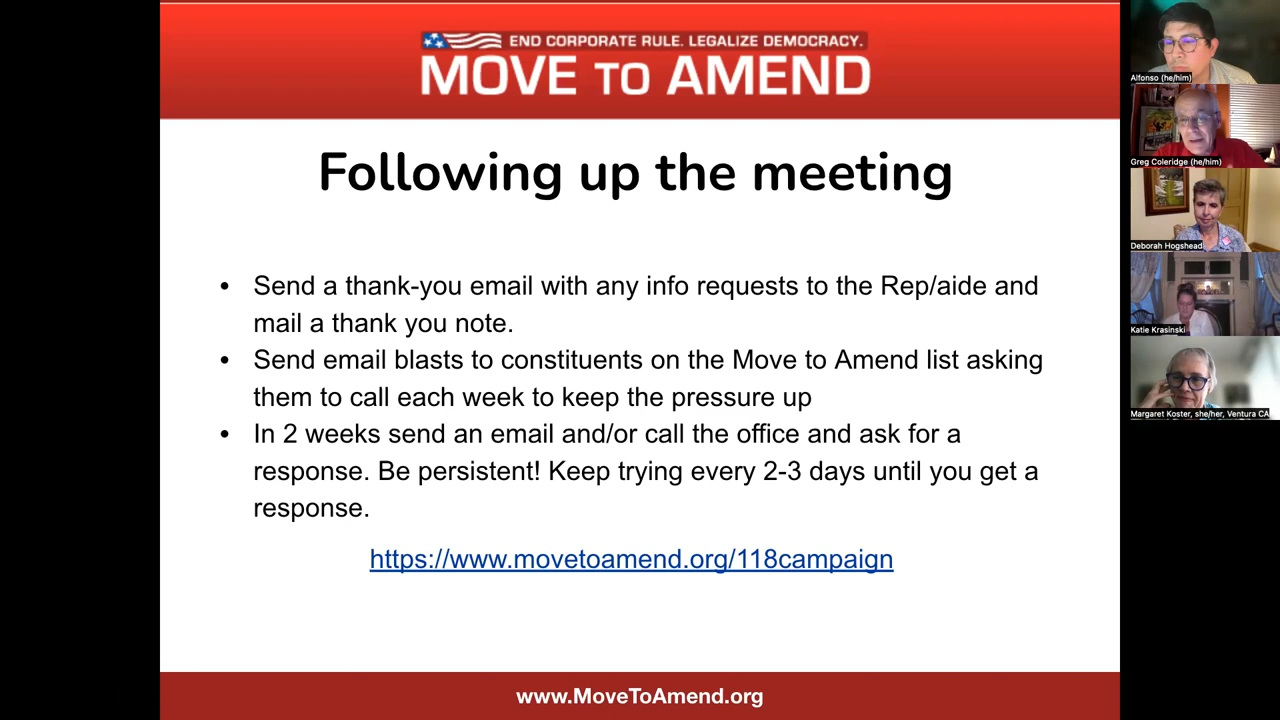 END CORPORATE RULE. LEGALIZE DEMOCRACY.
MOVE TO AMEND
Following up the meeting
• Send a thank-you email with any info requests to the Rep/aide and
mail a thank you note.
• Send email blasts to constituents on the Move to Amend list asking
them to call each week to keep the pressure up
• In 2 weeks send an email and/or call the office and ask for a
response. Be persistent! Keep trying every 2-3 days until you get a
response.
https://www.movetoamend.org/118campaign
www.MoveToAmend.org
Alfonso (he/him)
Greg Coleridge (he/him)
Deborah Hogshead
Katie Krasinski
Margaret Koster, she/her, Ventura CA